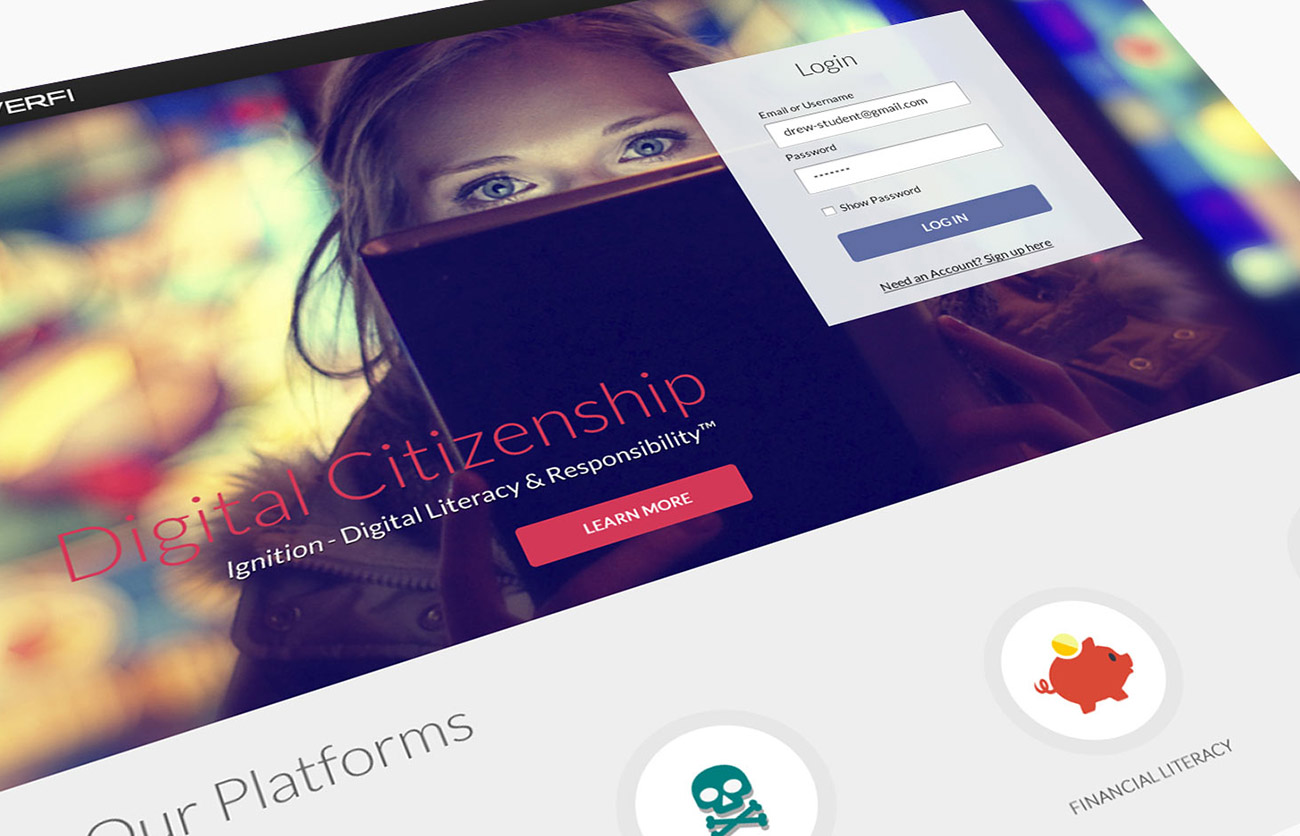 VERFI
Login
Email or Username
drew-student@gmail.com
Password
-------
Show Password
LOG IN
Need an Account? Sign up here
Digital Citizenship
Ignition - Digital Literacy & Responsibility™
LEARN MORE
Our Platforms
FINANCIAL LITERACY